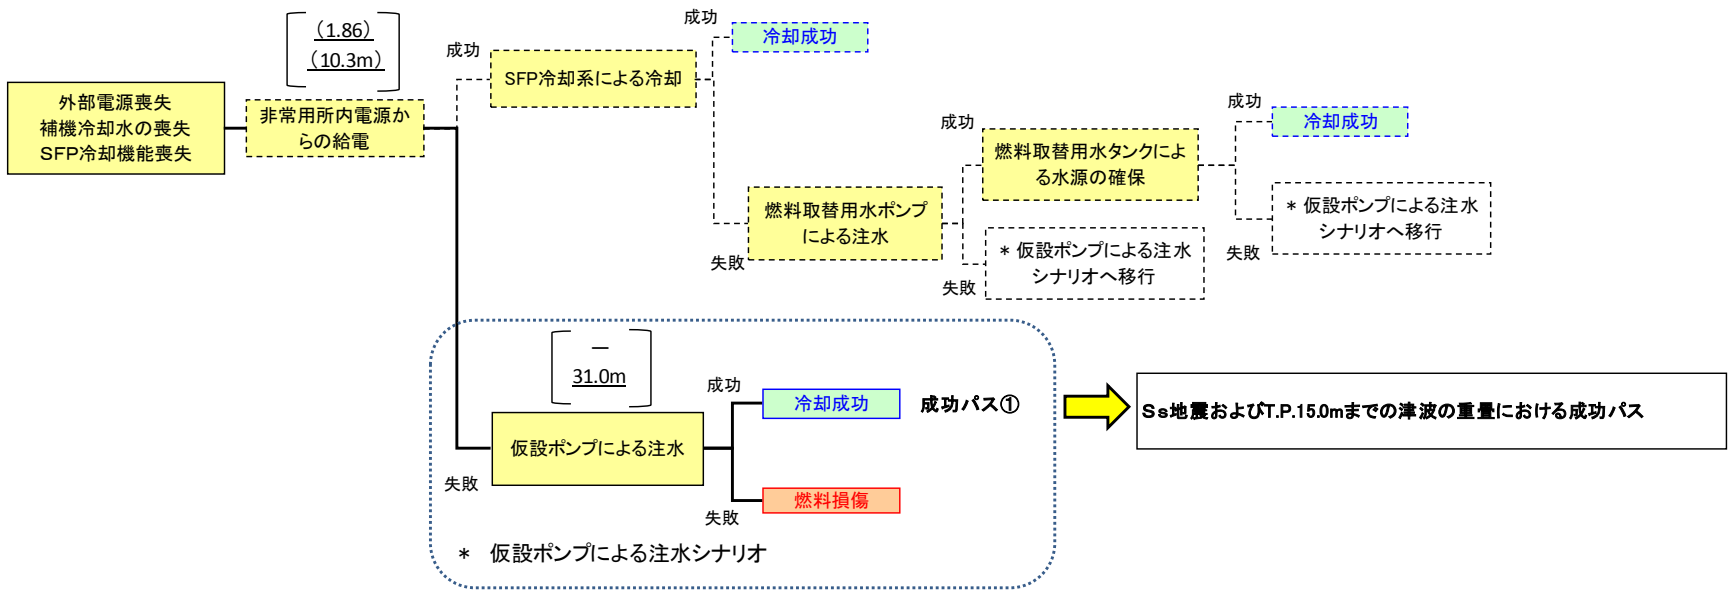 外部電源喪失
補機冷却水の喪失
SFP冷却機能喪失
（1.86）
（10.3m）
非常用所内電源か
らの給電
成功
SFP冷却系による冷却
成功
冷却成功
失敗
燃料取替用水ポンプ
による注水
成功
燃料取替用水タンクによ
る水源の確保
成功
冷却成功
失敗
＊仮設ポンプによる注水
シナリオへ移行
失敗
＊仮設ポンプによる注水
シナリオへ移行
失敗
－
31.0m
仮設ポンプによる注水
成功
冷却成功
成功パス①
失敗
燃料損傷
＊ 仮設ポンプによる注水シナリオ
Ｓｓ地震およびT.P.15.0mまでの津波の重畳における成功パス